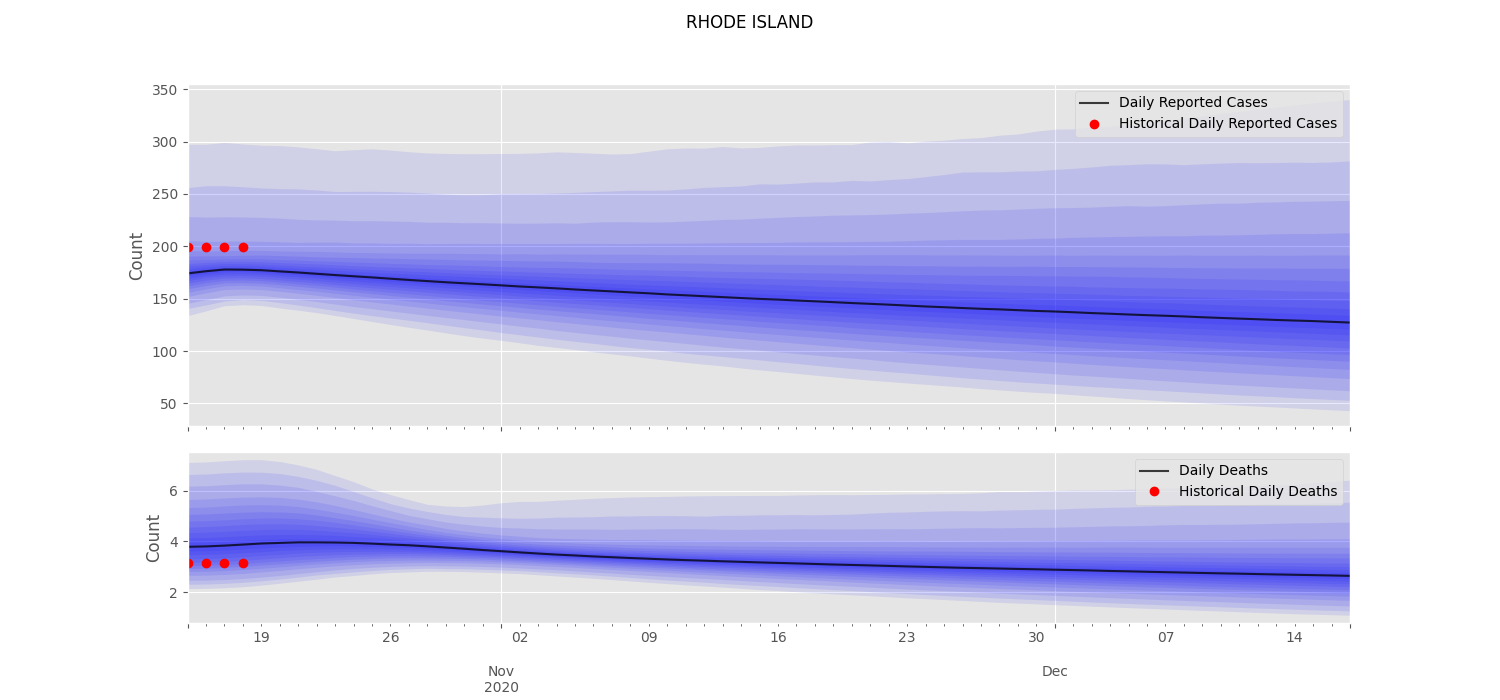 RHODE ISLAND
350
300
250
200
150
100
50
Count
Daily Reported Cases
Historical Daily Reported Cases
6
4
2
Count
Daily Deaths
Historical Daily Deaths
19 26 02 09 16 23 30 07 14
Nov Dec
2020